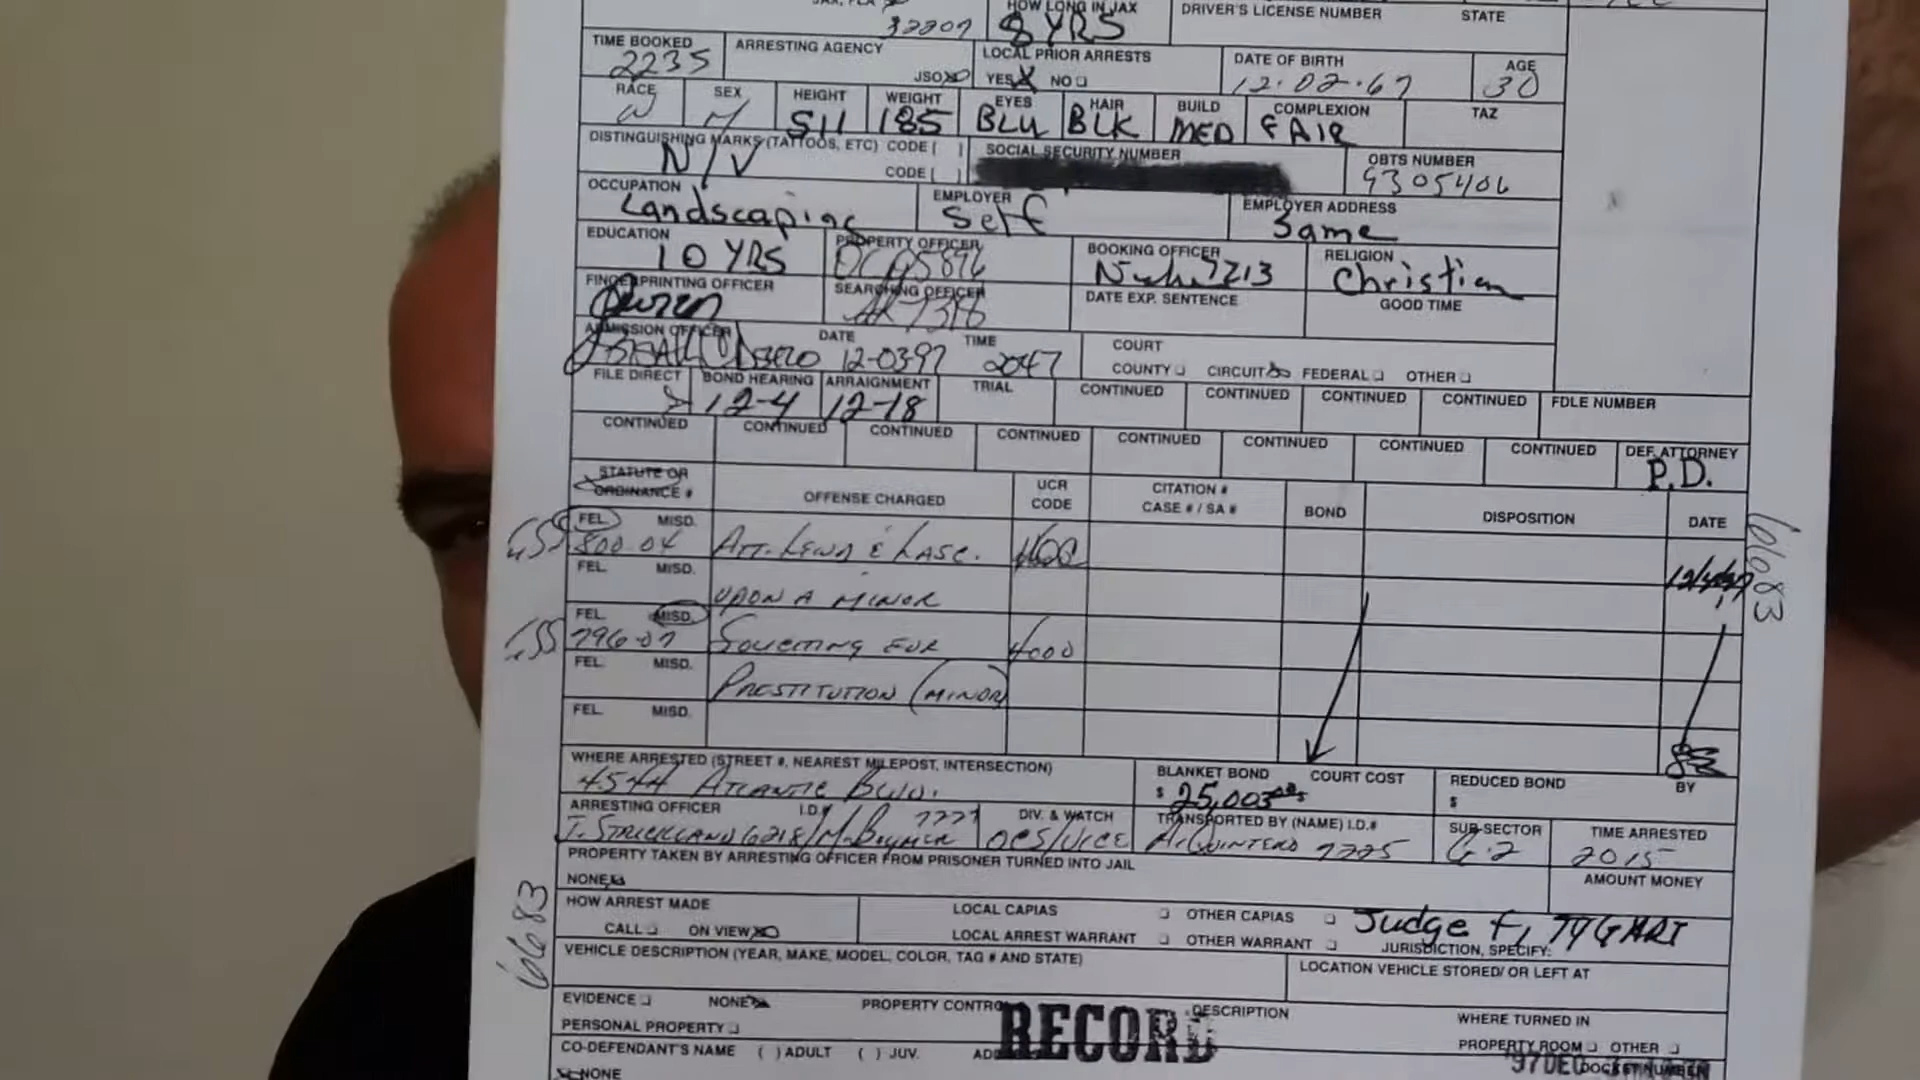 32207
HOW LONG IN JAX
8 YRS
DRIVER'S LICENSE NUMBER STATE
TIME BOOKED
2235
ARRESTING AGENCY
JSO
LOCAL PRIOR ARRESTS
YES X NO
DATE OF BIRTH
12-02-67
AGE
30
RACE
W
SEX
M
HEIGHT
511
WEIGHT
185
EYES
BLU
HAIR
BLK
BUILD
MED
COMPLEXION
FAIR
TAZ
DISTINGUISHING MARKS (TATTOOS, ETC) CODE ( )
N/V
CODE ( )
SOCIAL SECURITY NUMBER
OBTS NUMBER
9305406
OCCUPATION
Landscaping
EMPLOYER
Self
EMPLOYER ADDRESS
Same
EDUCATION
10 YRS
PROPERTY OFFICER
BOOKING OFFICER
7213
RELIGION
Christian
FINGERPRINTING OFFICER
SEARCHING OFFICER
DATE EXP. SENTENCE
GOOD TIME
ADMISSION OFFICER
DATE
12-03-97
TIME
2047
COURT
COUNTY CIRCUIT FEDERAL OTHER
FILE DIRECT
BOND HEARING
12-4
ARRAIGNMENT
12-18
TRIAL
CONTINUED CONTINUED CONTINUED CONTINUED
FDLE NUMBER
CONTINUED CONTINUED CONTINUED CONTINUED CONTINUED CONTINUED CONTINUED CONTINUED
DEF. ATTORNEY
P.D.
STATUTE OR
ORDINANCE #
OFFENSE CHARGED
UCR
CODE
CITATION #
CASE # / SA #
BOND
DISPOSITION
DATE
FEL. MISD.
800.04 ATT. LEWD & LASC.
FEL. MISD.
UPON A MINOR
FEL. MISD.
796-07 SOLICITING FOR 4000
FEL. MISD.
PRESTITUTION (MINOR)
FEL. MISD.
6683
WHERE ARRESTED (STREET #, NEAREST MILEPOST, INTERSECTION)
4544 ATLANTIC BLVD.
BLANKET BOND COURT COST
$ 25,003
REDUCED BOND
$
BY
ARRESTING OFFICER I.D.#
T. STRICKLAND 6218/M. 7777
DIV. & WATCH
OCS/VICE
TRANSPORTED BY (NAME) I.D.#
A. QUINTERO 7225
SUB-SECTOR
G-2
TIME ARRESTED
2015
PROPERTY TAKEN BY ARRESTING OFFICER FROM PRISONER TURNED INTO JAIL
NONE
AMOUNT MONEY
HOW ARREST MADE
CALL ON VIEW
LOCAL CAPIAS OTHER CAPIAS
LOCAL ARREST WARRANT OTHER WARRANT
Judge F, TYGART
JURISDICTION, SPECIFY:
6683
VEHICLE DESCRIPTION (YEAR, MAKE, MODEL, COLOR, TAG # AND STATE)
LOCATION VEHICLE STORED/ OR LEFT AT
EVIDENCE NONE PROPERTY CONTROL DESCRIPTION
WHERE TURNED IN
PERSONAL PROPERTY
PROPERTY ROOM OTHER
RECORD
CO-DEFENDANT'S NAME ( ) ADULT ( ) JUV.
'97 DEC
DOCKET NUMBER
NONE